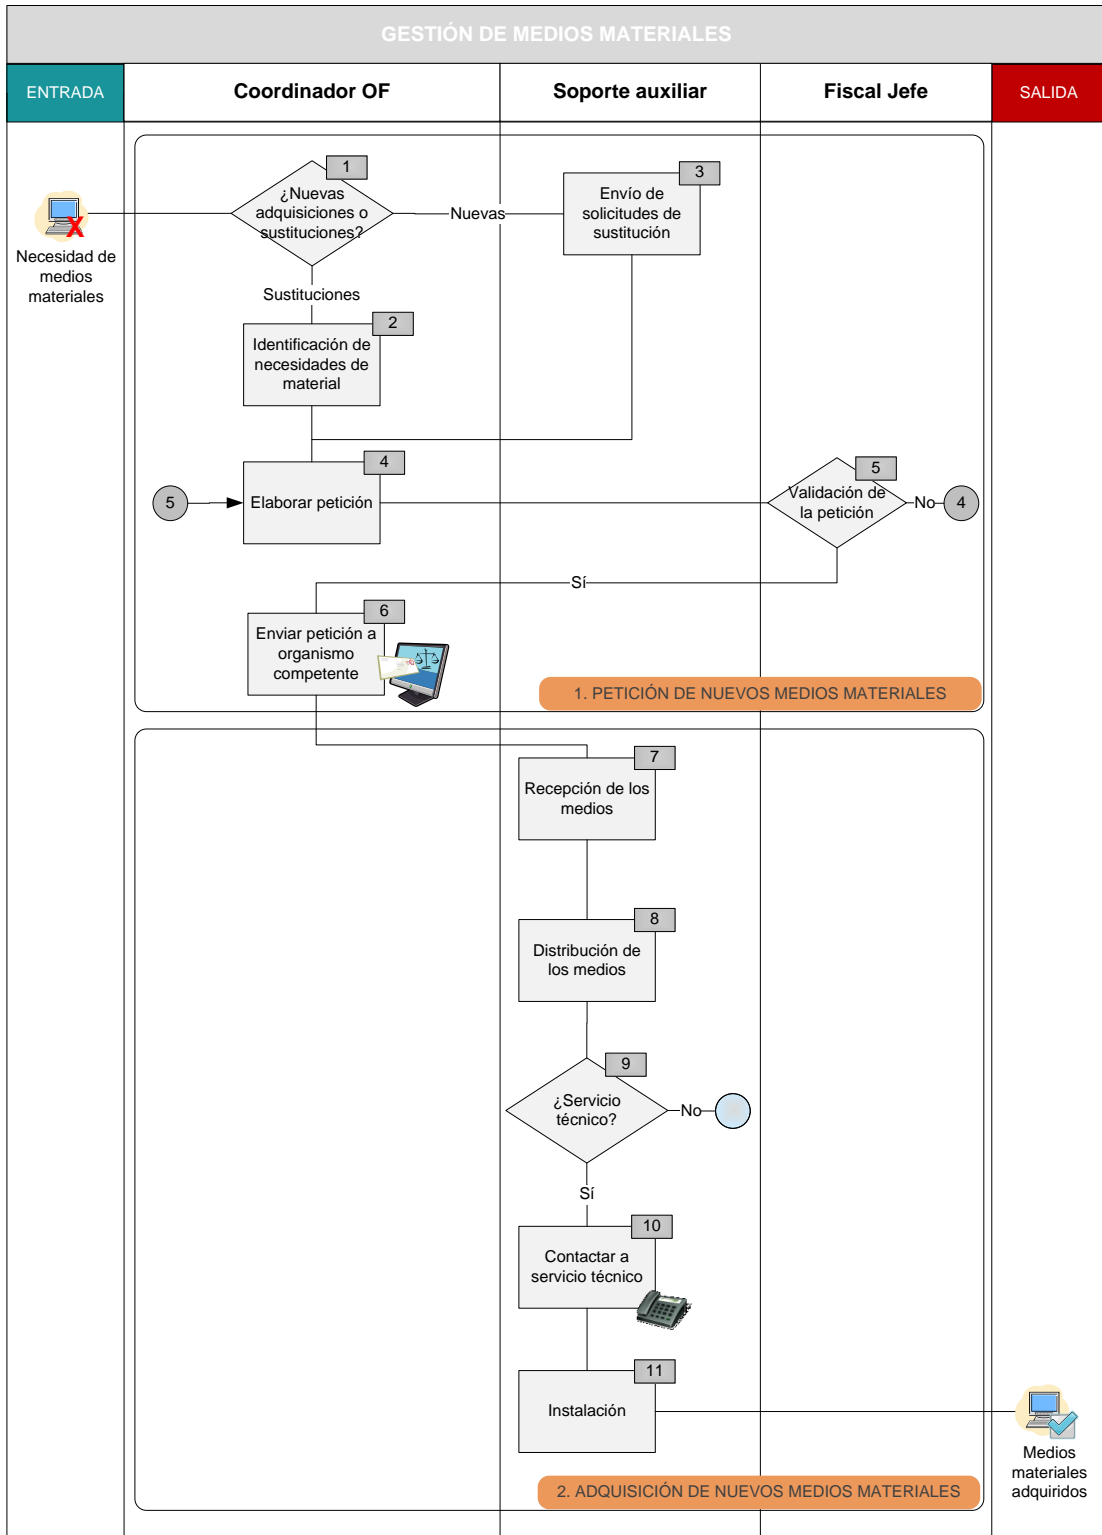 GESTIÓN DE MEDIOS MATERIALES
ENTRADA
Coordinador OF
Soporte auxiliar
Fiscal Jefe
SALIDA
1
¿Nuevas
adquisiciones o
sustituciones?
Nuevas
3
Envío de
solicitudes de
sustitución
Necesidad de
medios
materiales
Sustituciones
2
Identificación de
necesidades de
material
4
Elaborar petición
5
5
Validación de
la petición
No
4
Sí
6
Enviar petición a
organismo
competente
1. PETICIÓN DE NUEVOS MEDIOS MATERIALES
7
Recepción de los
medios
8
Distribución de
los medios
9
¿Servicio
técnico?
No
Sí
10
Contactar a
servicio técnico
11
Instalación
Medios
materiales
adquiridos
2. ADQUISICIÓN DE NUEVOS MEDIOS MATERIALES